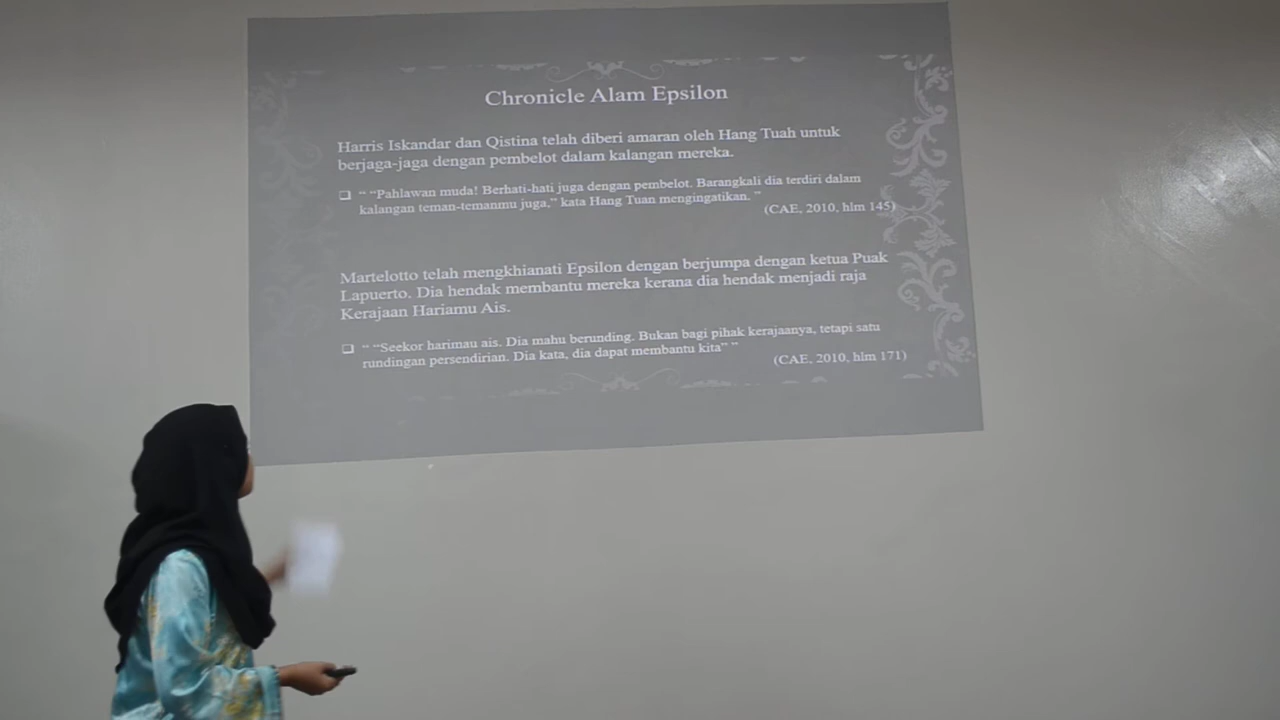 Chronicle Alam Epsilon
Harris Iskandar dan Qistina telah diberi amaran oleh Hang Tuah untuk
berjaga-jaga dengan pembelot dalam kalangan mereka.
❑ “ “Pahlawan muda! Berhati-hati juga dengan pembelot. Barangkali dia terdiri dalam
kalangan teman-temanmu juga,” kata Hang Tuan mengingatikan. ”
(CAE, 2010, hlm 145)
Martelotto telah mengkhianati Epsilon dengan berjumpa dengan ketua Puak
Lapuerto. Dia hendak membantu mereka kerana dia hendak menjadi raja
Kerajaan Hariamu Ais.
❑ “ “Seekor harimau ais. Dia mahu berunding. Bukan bagi pihak kerajaanya, tetapi satu
rundingan persendirian. Dia kata, dia dapat membantu kita” ”
(CAE, 2010, hlm 171)